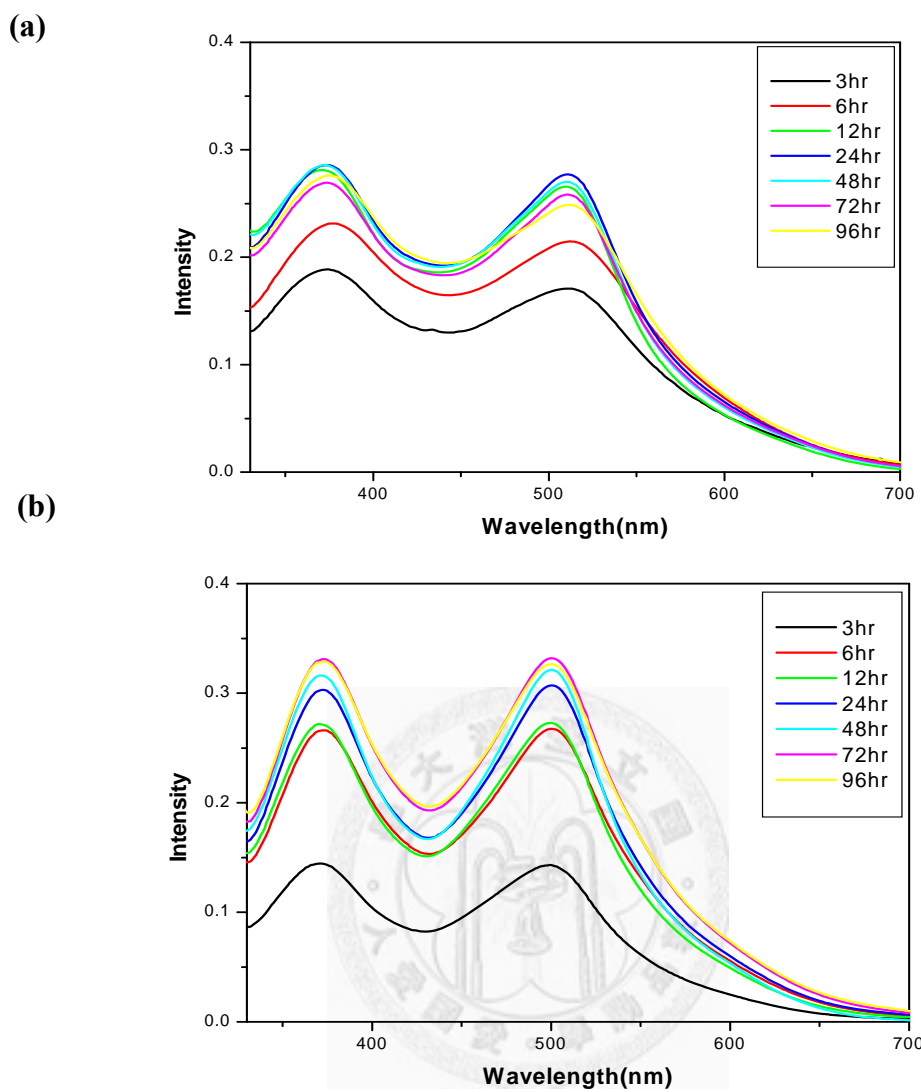 (a)
0.4
0.3
0.2
0.1
0.0
Intensity
3hr
6hr
12hr
24hr
48hr
72hr
96hr
400
500
600
700
Wavelength(nm)
(b)
0.4
0.3
0.2
0.1
0.0
Intensity
3hr
6hr
12hr
24hr
48hr
72hr
96hr
400
500
600
700
Wavelength(nm)